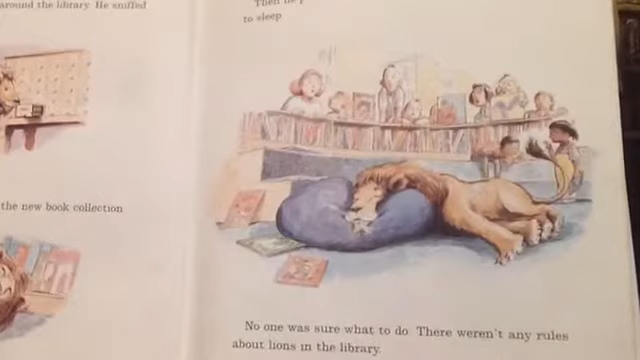 around the library. He sniffed
the new book collection
to sleep
No one was sure what to do There weren't any rules
about lions in the library.